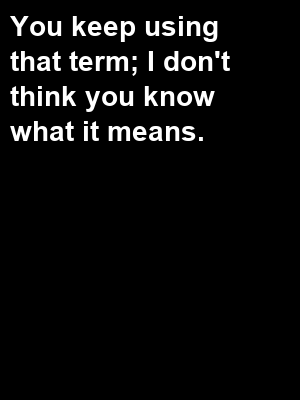 You keep using
that term; I don't
think you know
what it means.